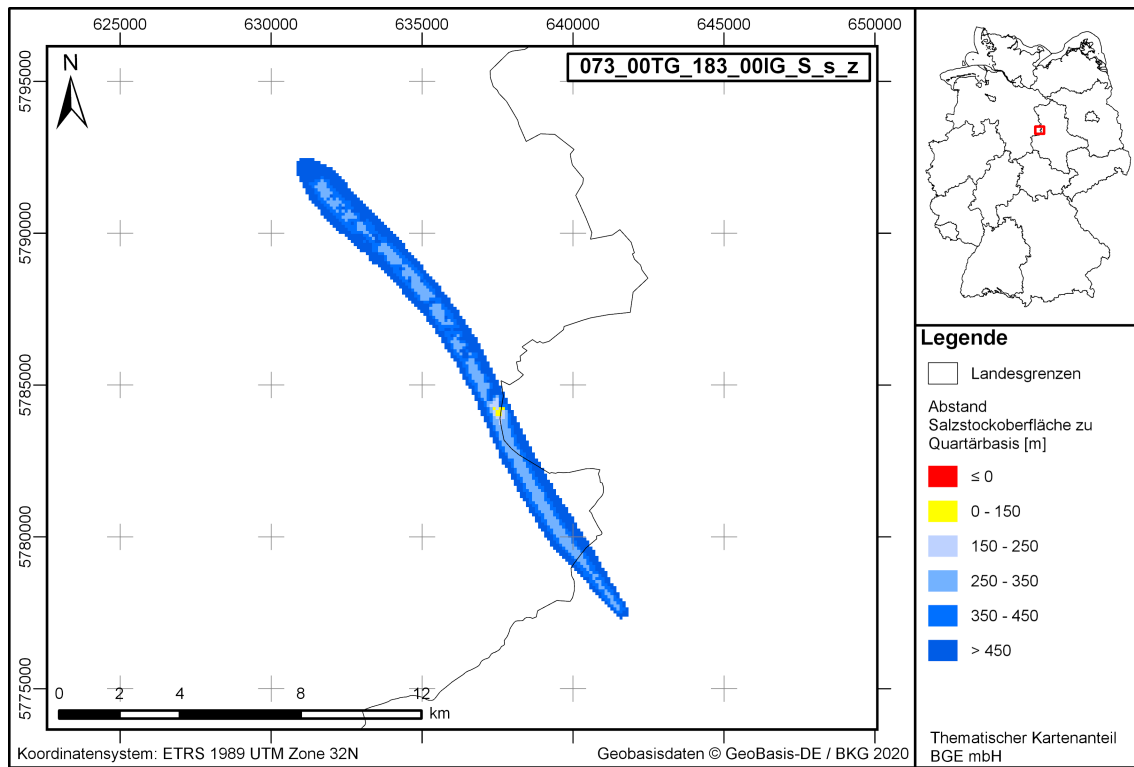 625000 630000 635000 640000 645000 650000
N
073_00TG_183_00IG_S_s_z
5795000
5790000
5785000
5780000
5775000
0 2 4 8 12
km
Koordinatensystem: ETRS 1989 UTM Zone 32N
Geobasisdaten © GeoBasis-DE / BKG 2020
Legende
Landesgrenzen
Abstand
Salzstockoberfläche zu
Quartärbasis [m]
≤ 0
0 - 150
150 - 250
250 - 350
350 - 450
> 450
Thematischer Kartenanteil
BGE mbH